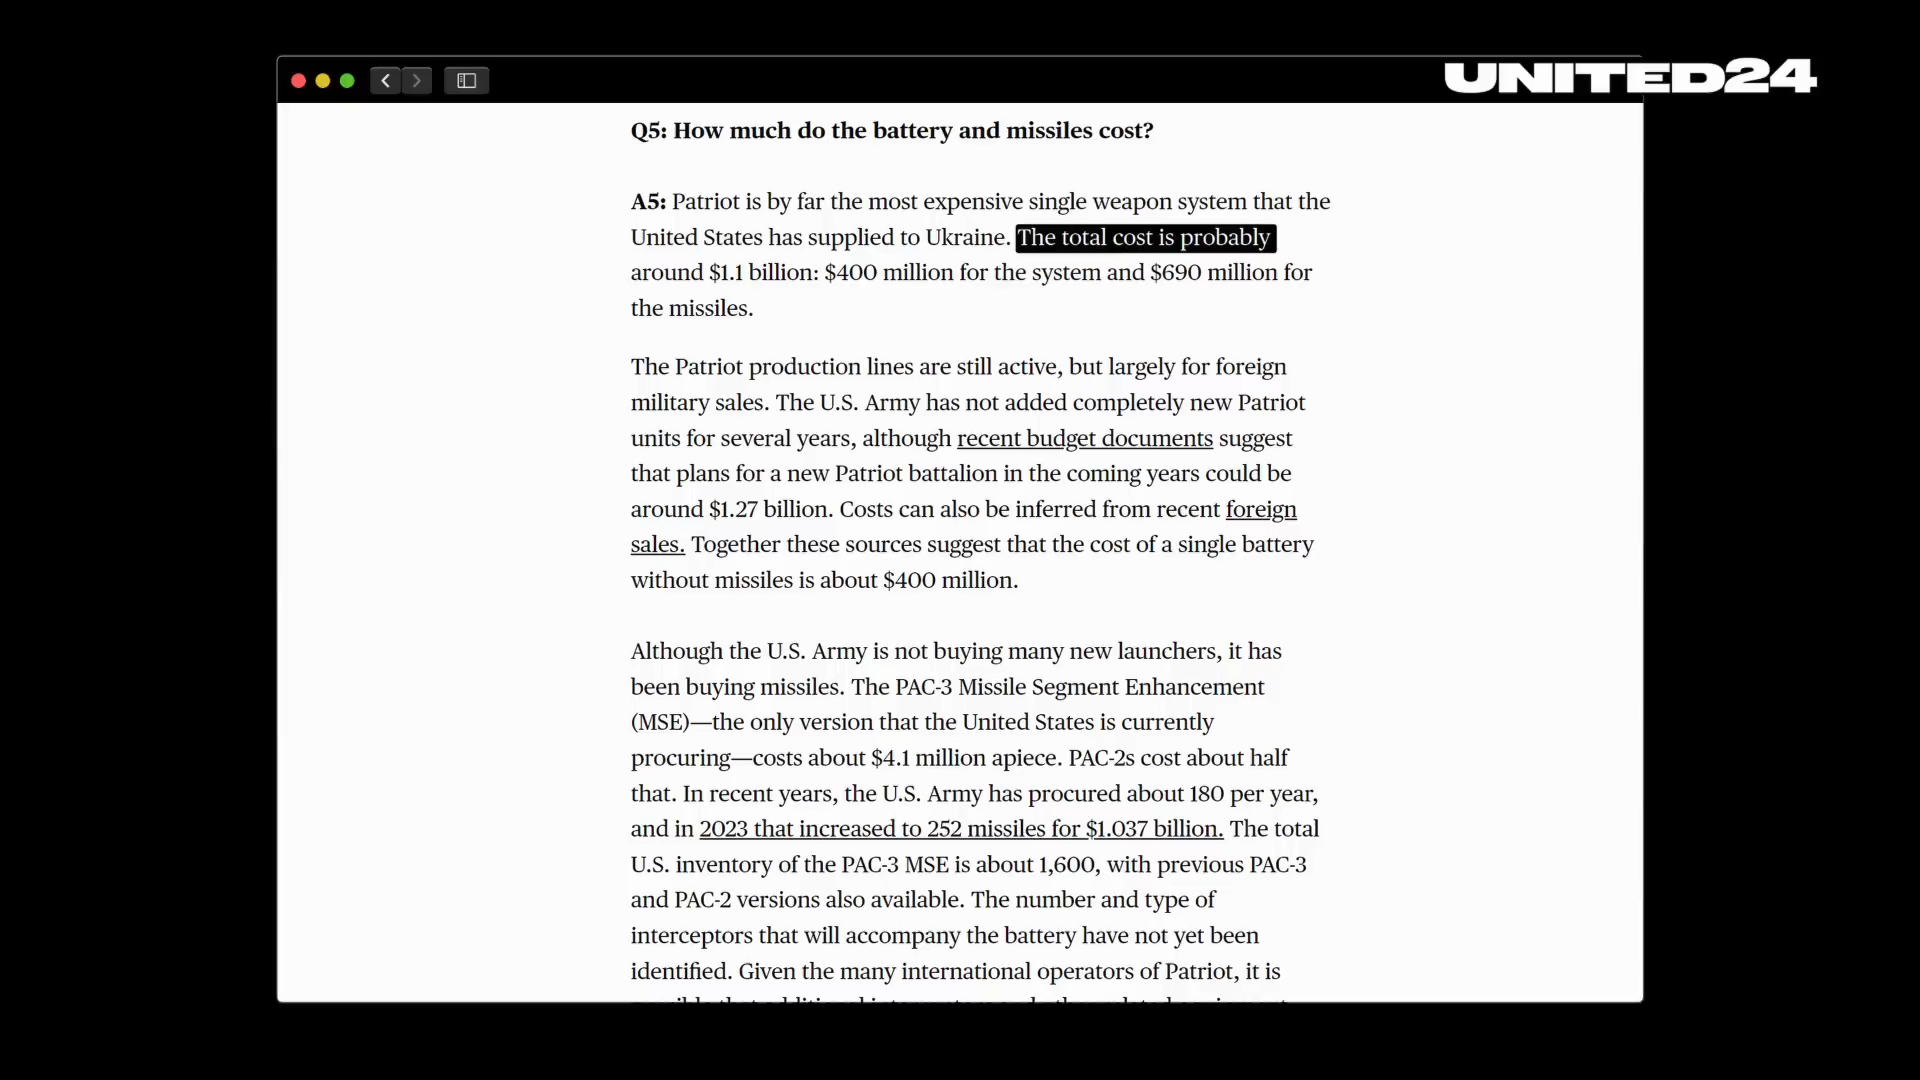 UNITED24
Q5: How much do the battery and missiles cost?
A5: Patriot is by far the most expensive single weapon system that the
United States has supplied to Ukraine. The total cost is probably
around $1.1 billion: $400 million for the system and $690 million for
the missiles.
The Patriot production lines are still active, but largely for foreign
military sales. The U.S. Army has not added completely new Patriot
units for several years, although recent budget documents suggest
that plans for a new Patriot battalion in the coming years could be
around $1.27 billion. Costs can also be inferred from recent foreign
sales. Together these sources suggest that the cost of a single battery
without missiles is about $400 million.
Although the U.S. Army is not buying many new launchers, it has
been buying missiles. The PAC-3 Missile Segment Enhancement
(MSE)—the only version that the United States is currently
procuring—costs about $4.1 million apiece. PAC-2s cost about half
that. In recent years, the U.S. Army has procured about 180 per year,
and in 2023 that increased to 252 missiles for $1.037 billion. The total
U.S. inventory of the PAC-3 MSE is about 1,600, with previous PAC-3
and PAC-2 versions also available. The number and type of
interceptors that will accompany the battery have not yet been
identified. Given the many international operators of Patriot, it is